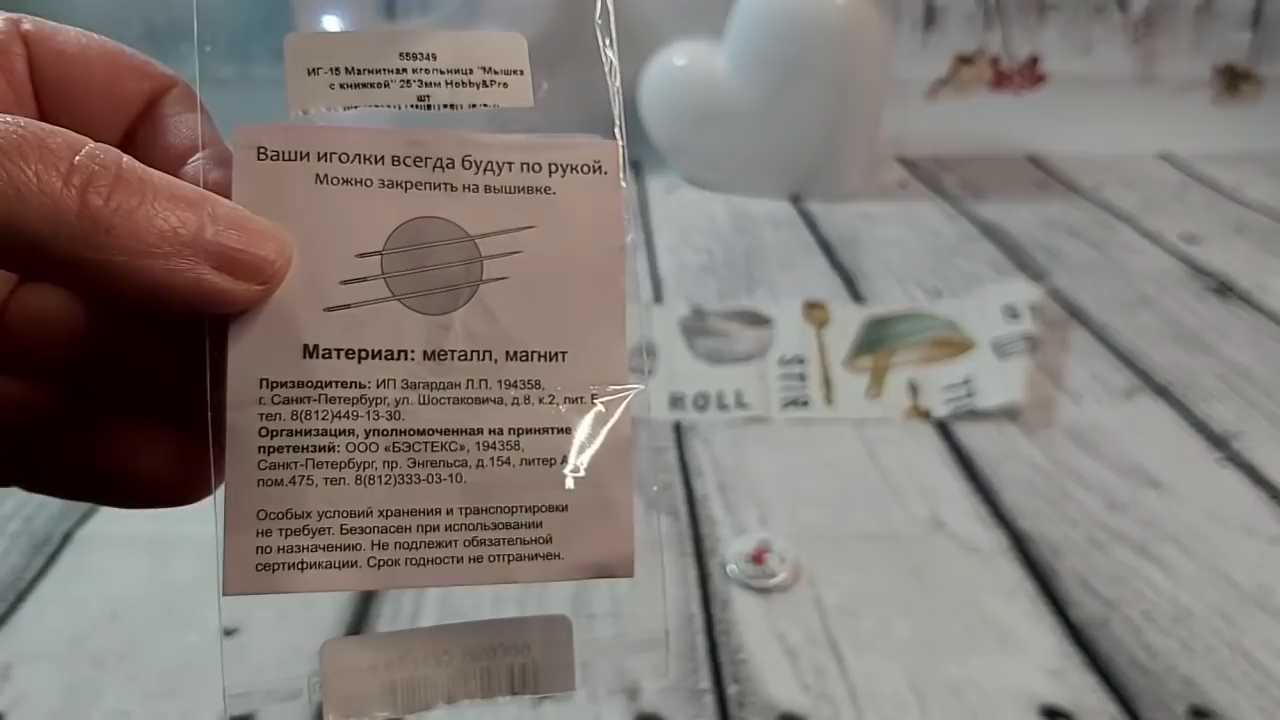 559349
ИГ-15 Магнитная игольница "Мышка
с книжкой" 25*3мм Hobby&Pro
шт
Ваши иголки всегда будут по рукой.
Можно закрепить на вышивке.
Материал: металл, магнит
Призводитель: ИП Загардан Л.П. 194358,
г. Санкт-Петербург, ул. Шостаковича, д.8, к.2, лит.
тел. 8(812)449-13-30.
Организация, уполномоченная на принятие
претензий: ООО «БЭСТЕКС», 194358,
Санкт-Петербург, пр. Энгельса, д.154, литер А
пом.475, тел. 8(812)333-03-10.
Особых условий хранения и транспортировки
не требует. Безопасен при использовании
по назначению. Не подлежит обязательной
сертификации. Срок годности не отграничен.
ROLL
STIR